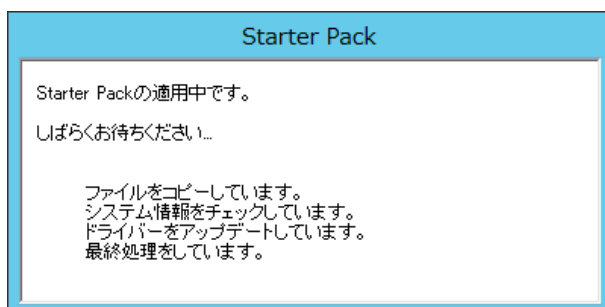 Starter Pack
Starter Packの適用中です。
しばらくお待ちください...
ファイルをコピーしています。
システム情報をチェックしています。
ドライバーをアップデートしています。
最終処理をしています。